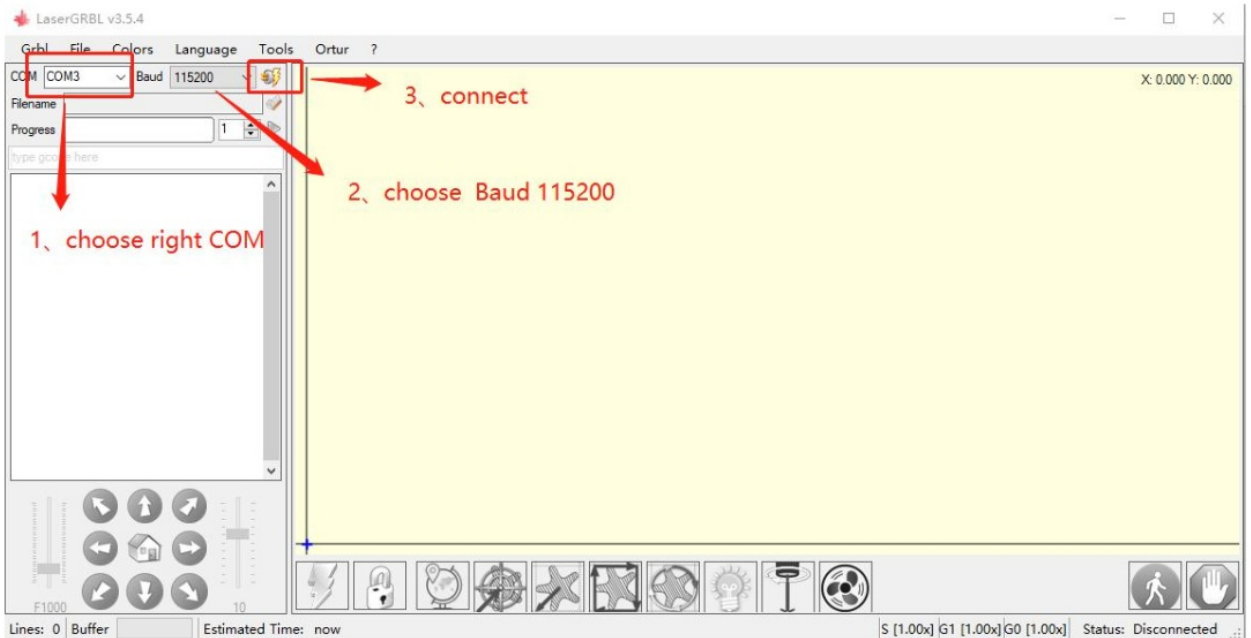 LaserGRBL v3.5.4
Grbl File Colors Language Tools Ortur ?
COM COM3 Baud 115200
X: 0.000 Y: 0.000
3、connect
Filename
Progress 1
type gcode here
2、choose Baud 115200
1、choose right COM
F1000 10
Lines: 0 Buffer Estimated Time: now S [1.00x] G1 [1.00x] G0 [1.00x] Status: Disconnected